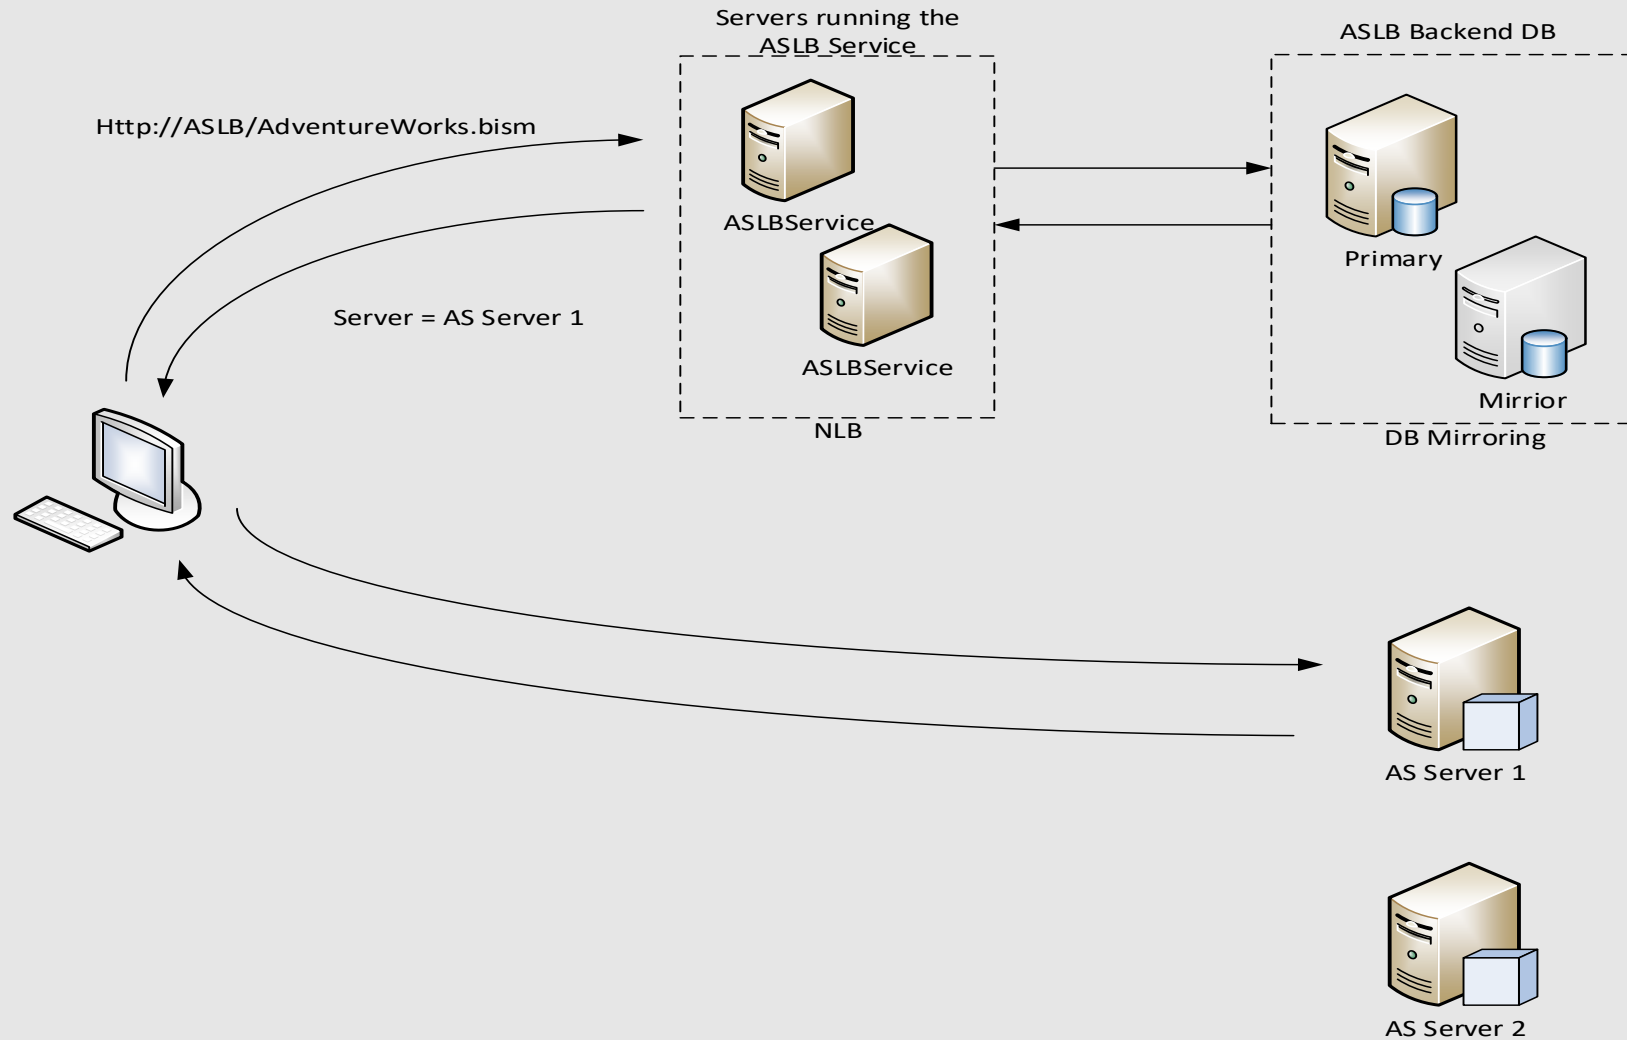 Servers running the
ASLB Service
ASLB Backend DB
Http://ASLB/AdventureWorks.bism
ASLBService
Primary
Server = AS Server 1
ASLBService
Mirrior
NLB
DB Mirroring
AS Server 1
AS Server 2